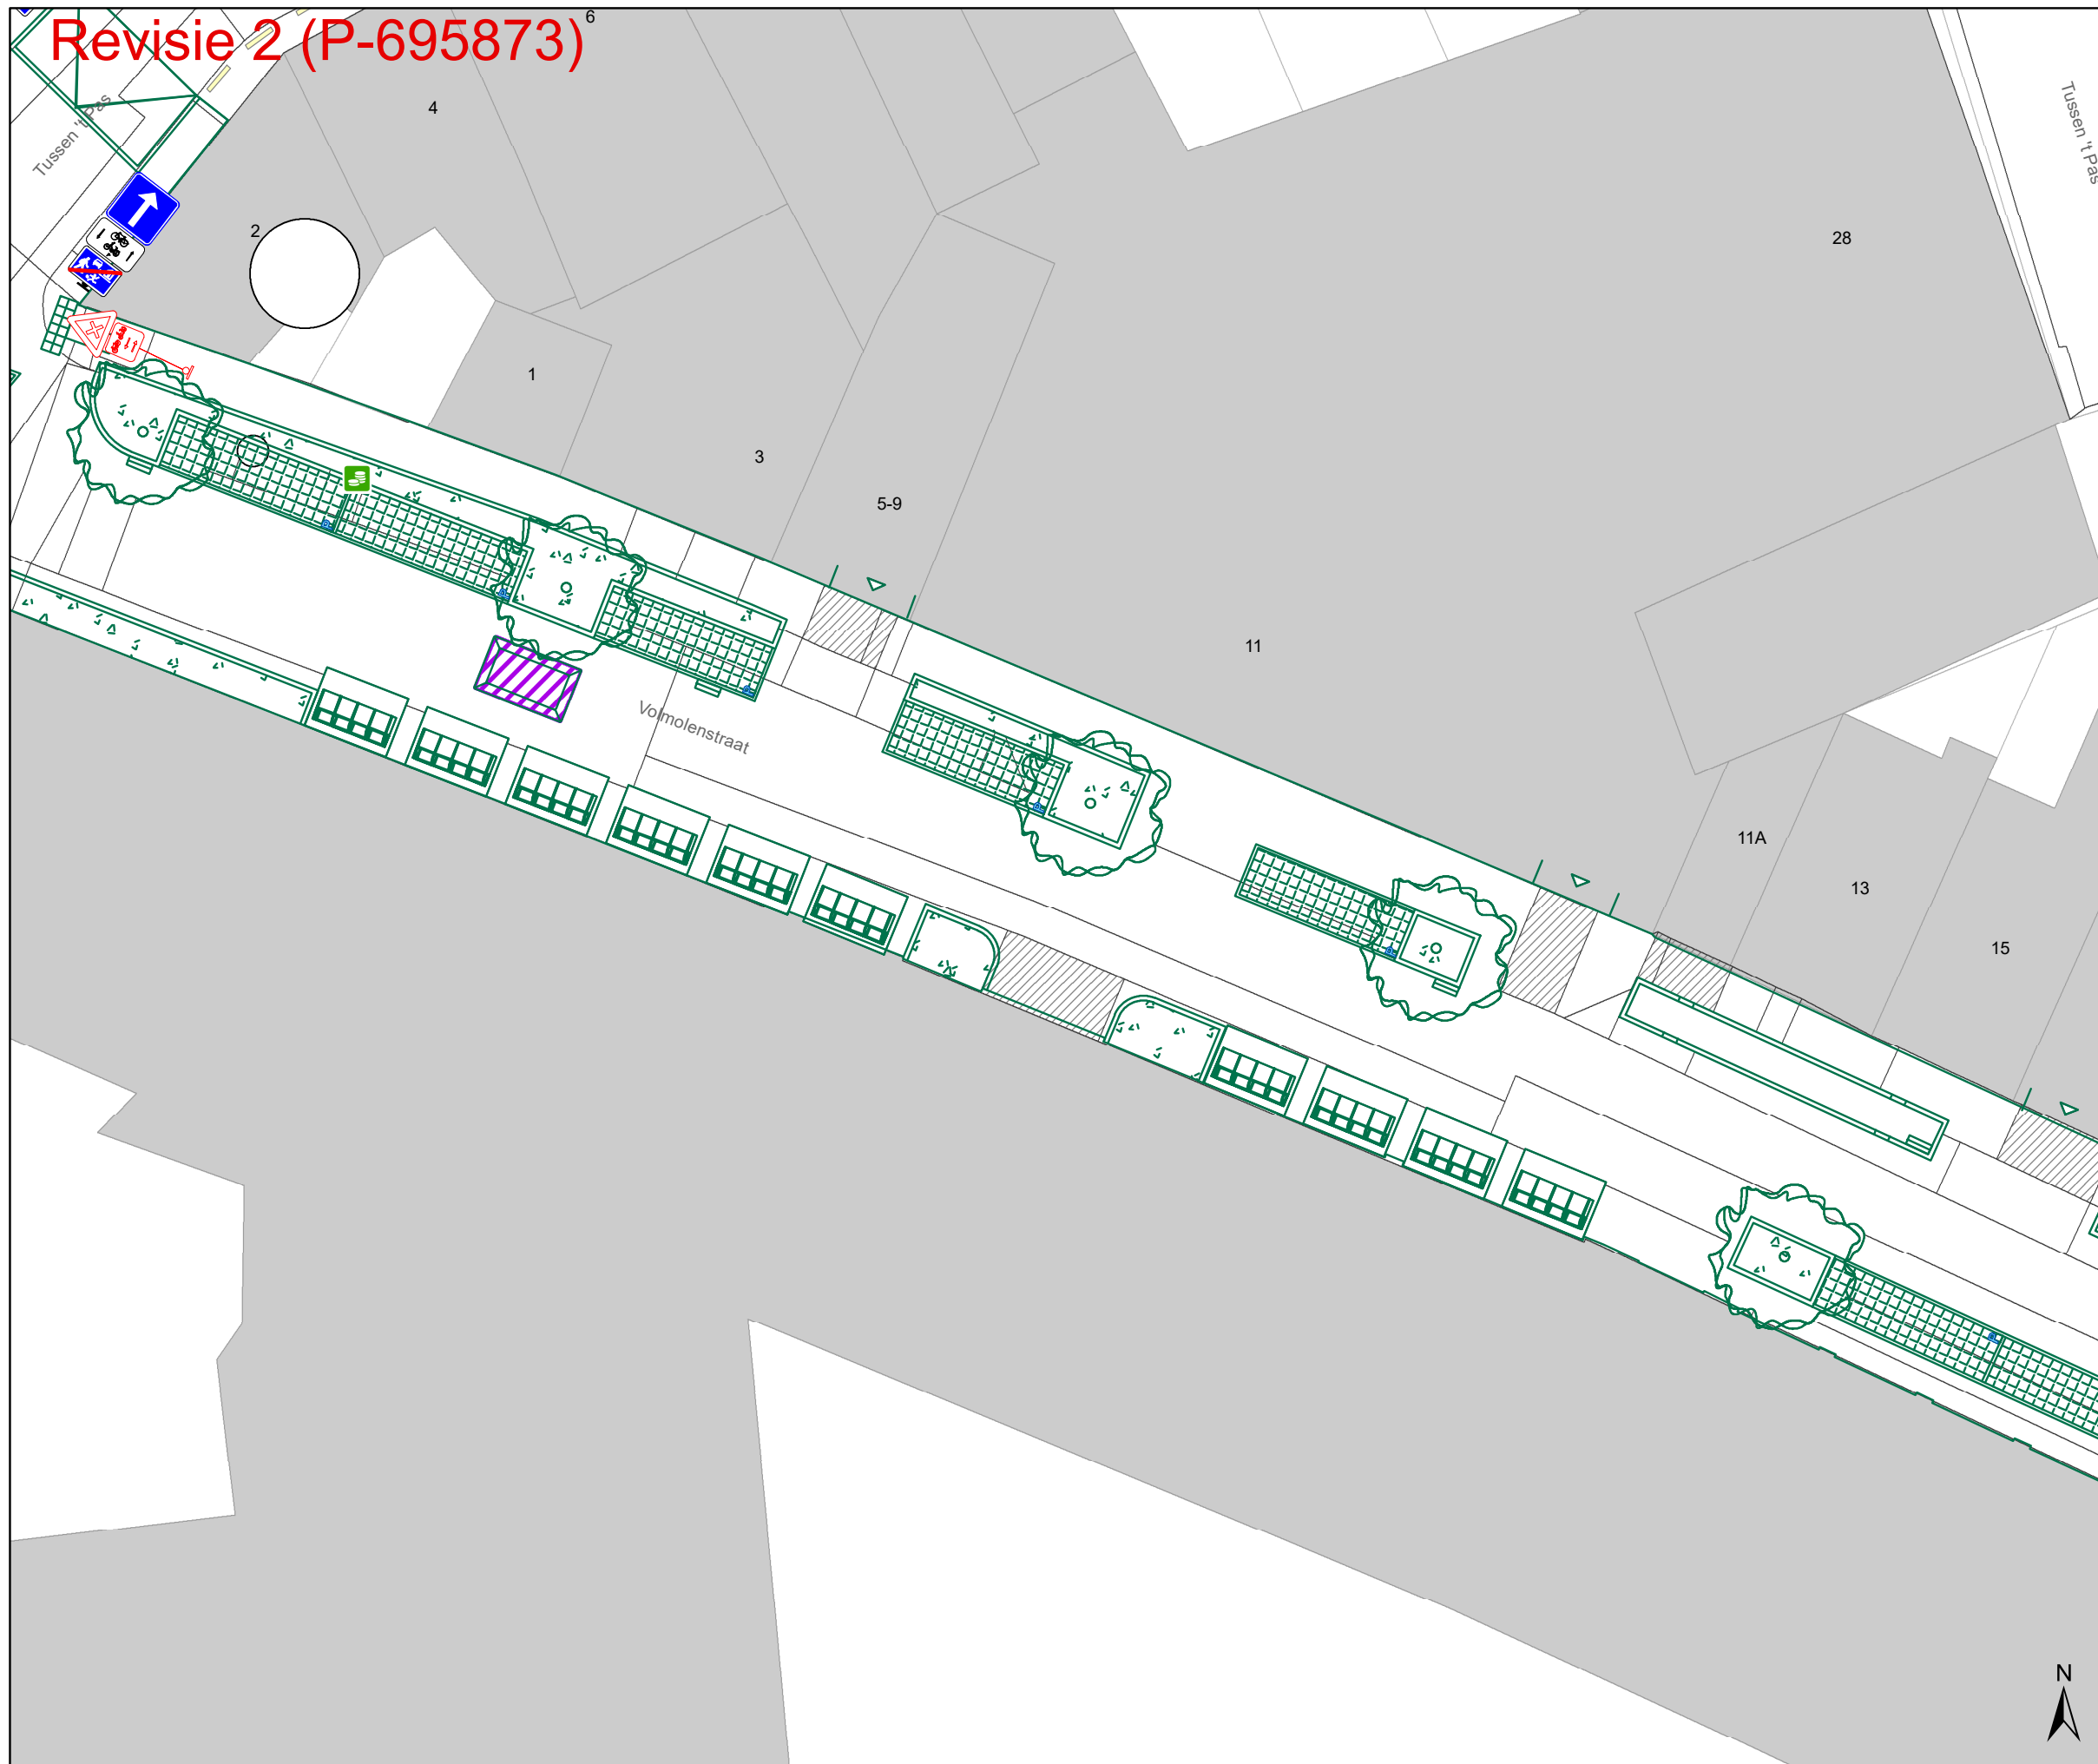 Revisie 2 (P-695873)
6
4
Tussen 't Pas
Tussen 't Pas
2
28
1
3
5-9
11
Volmolenstraat
11A
13
15
N